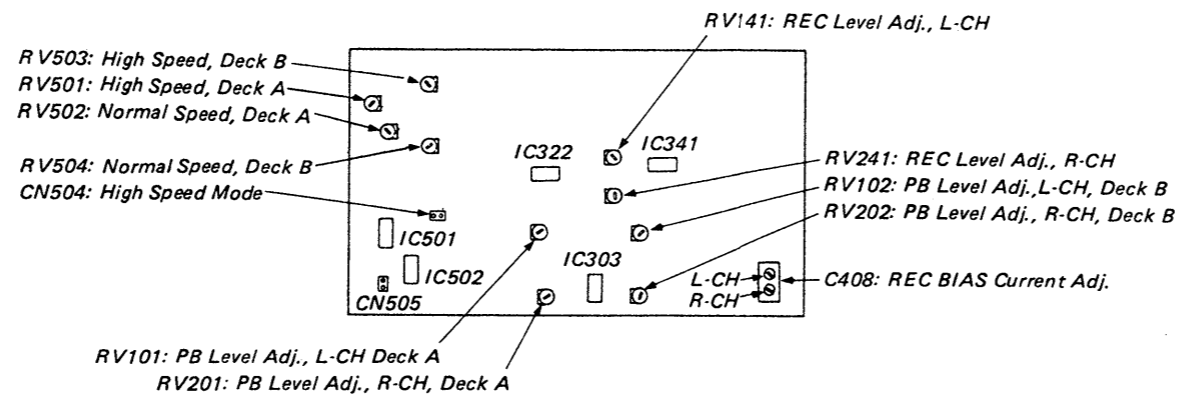 RV141: REC Level Adj., L-CH
RV503: High Speed, Deck B
RV501: High Speed, Deck A
RV502: Normal Speed, Deck A
RV504: Normal Speed, Deck B
CN504: High Speed Mode
IC322
IC341
RV241: REC Level Adj., R-CH
RV102: PB Level Adj.,L-CH, Deck B
RV202: PB Level Adj., R-CH, Deck B
IC501
IC502
CN505
IC303
L-CH
R-CH
C408: REC BIAS Current Adj.
RV101: PB Level Adj., L-CH Deck A
RV201: PB Level Adj., R-CH, Deck A